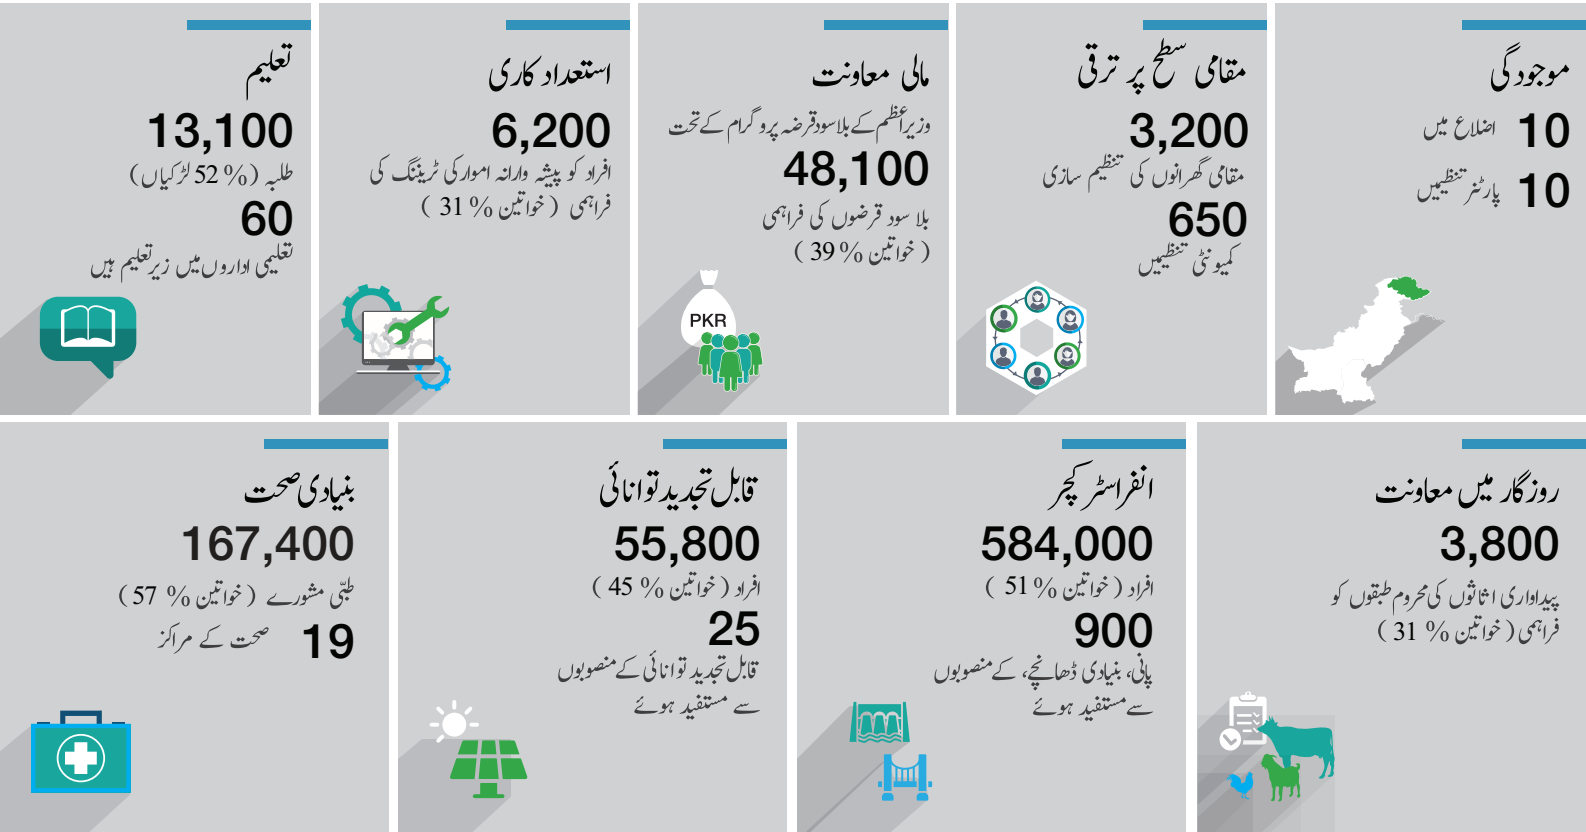 موجودگی
10 اضلاع میں
10 پارٹنر تنظیمیں
مقامی سطح پر ترقی
3,200
مقامی گھرانوں کی تنظیم سازی
650
کمیونٹی تنظیمیں
مالی معاونت
وزیراعظم کے بلاسودقرضہ پروگرام کے تحت
48,100
بلا سود قرضوں کی فراہمی
( خواتین % 39 )
PKR
استعداد کاری
6,200
افراد کو پیشہ وارانہ امور کی ٹریننگ کی
فراہمی ( خواتین % 31 )
تعلیم
13,100
طلبہ ( % 52 لڑکیاں)
60
تعلیمی اداروں میں زیر تعلیم ہیں
روزگار میں معاونت
3,800
پیداواری اثاثوں کی محروم طبقوں کو
فراہمی ( خواتین % 31 )
انفراسٹرکچر
584,000
افراد ( خواتین % 51 )
900
پانی، بنیادی ڈھانچے، کے منصوبوں
سے مستفید ہوئے
قابل تجدید توانائی
55,800
افراد ( خواتین % 45 )
25
قابل تجدید توانائی کے منصوبوں
سے مستفید ہوئے
بنیادی صحت
167,400
طبّی مشورے ( خواتین % 57 )
19 صحت کے مراکز